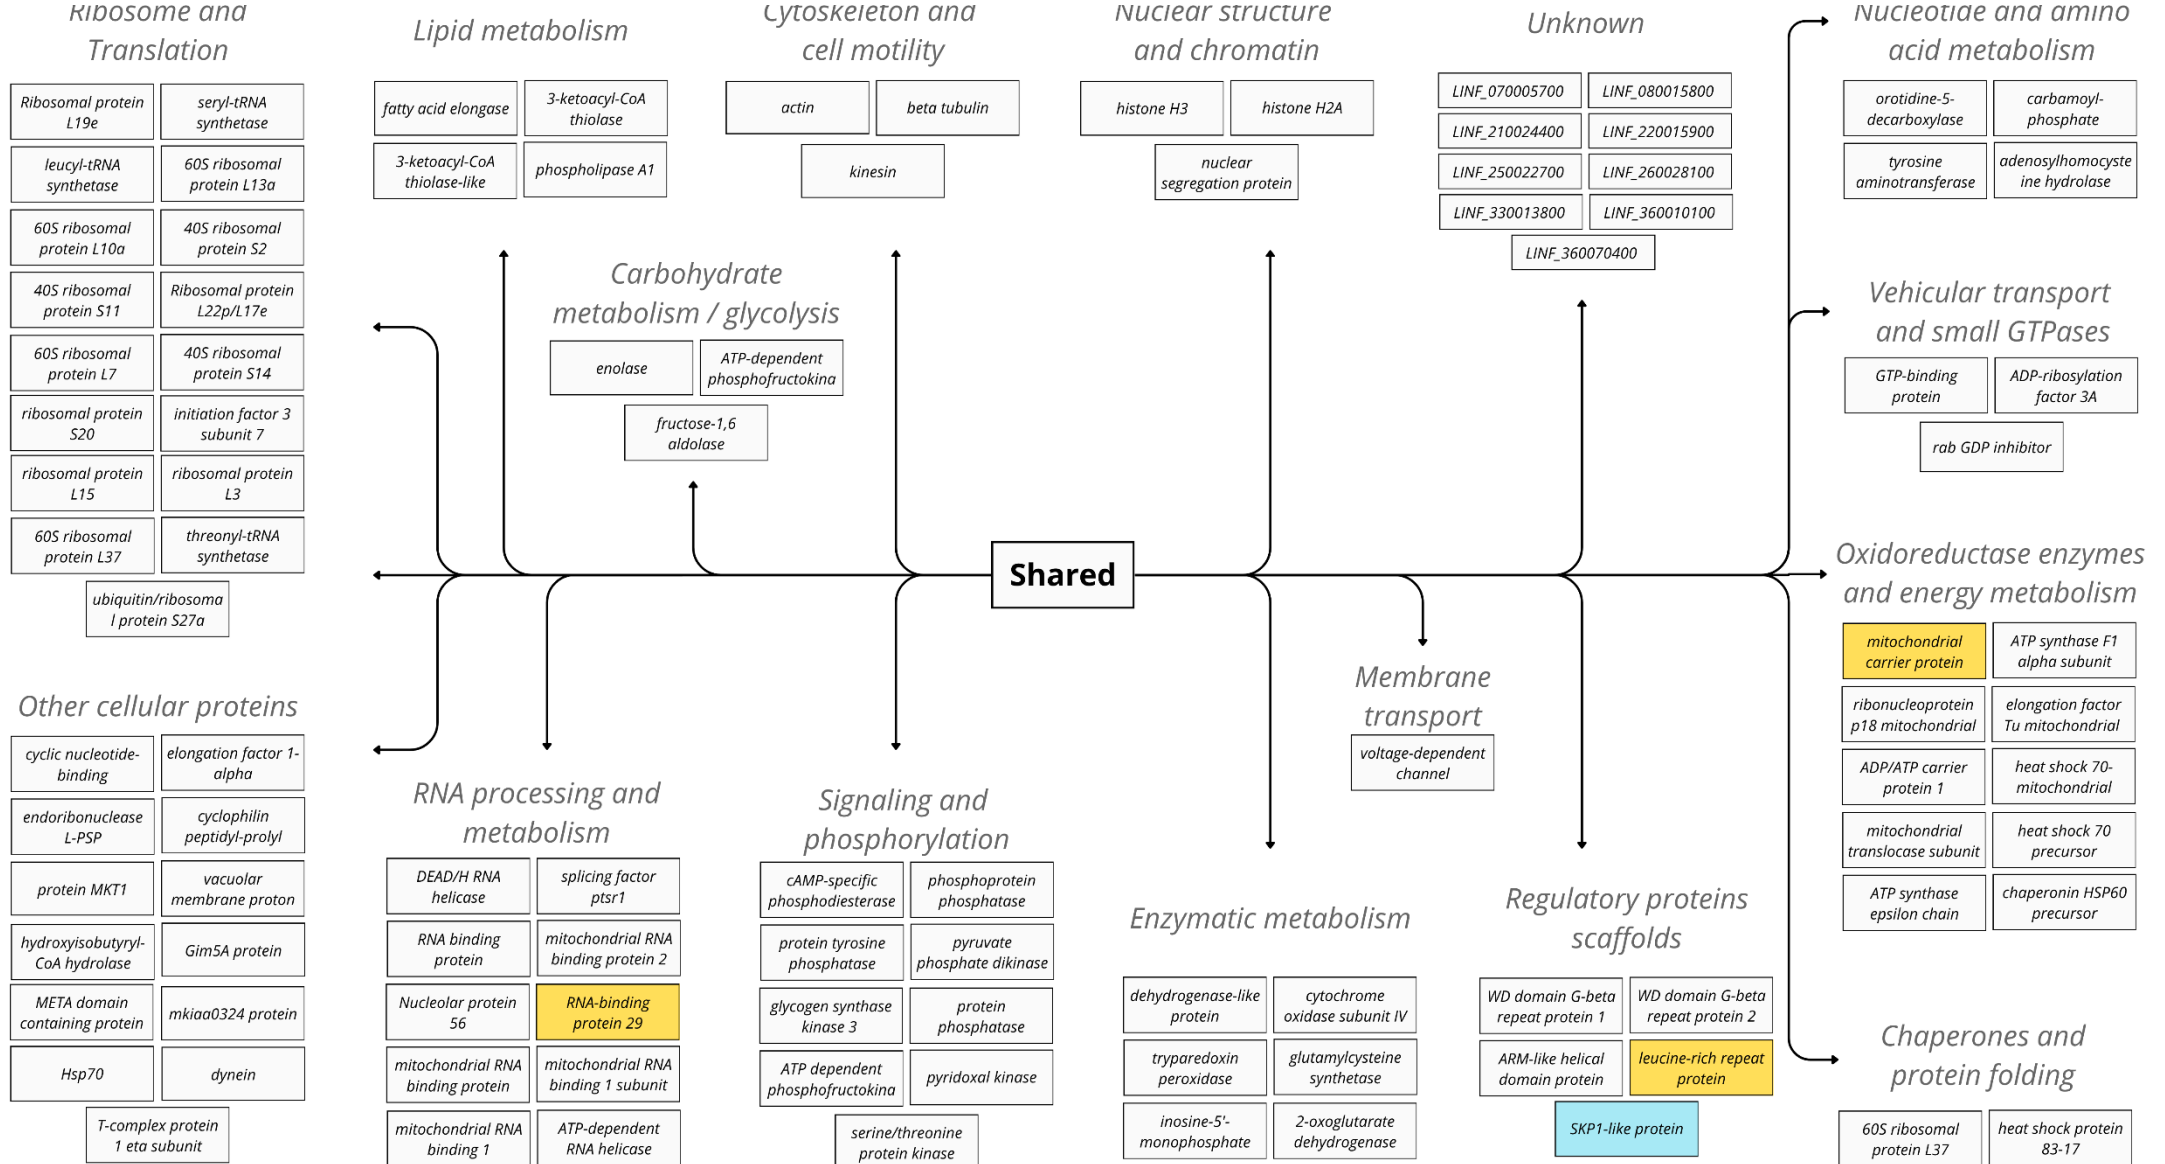 Ribosome and
Translation
Ribosomal protein
L19e
seryl-tRNA
synthetase
leucyl-tRNA
synthetase
60S ribosomal
protein L13a
60S ribosomal
protein L10a
40S ribosomal
protein S2
40S ribosomal
protein S11
Ribosomal protein
L22p/L17e
60S ribosomal
protein L7
40S ribosomal
protein S14
ribosomal protein
S20
initiation factor 3
subunit 7
ribosomal protein
L15
ribosomal protein
L3
60S ribosomal
protein L37
threonyl-tRNA
synthetase
ubiquitin/ribosoma
l protein S27a
Lipid metabolism
fatty acid elongase
3-ketoacyl-CoA
thiolase
3-ketoacyl-CoA
thiolase-like
phospholipase A1
Carbohydrate
metabolism / glycolysis
enolase
ATP-dependent
phosphofructokina
fructose-1,6
aldolase
Cytoskeleton and
cell motility
actin
beta tubulin
kinesin
Nuclear structure
and chromatin
histone H3
histone H2A
nuclear
segregation protein
Unknown
LINF_070005700
LINF_080015800
LINF_210024400
LINF_220015900
LINF_250022700
LINF_260028100
LINF_330013800
LINF_360010100
LINF_360070400
Nucleotide and amino
acid metabolism
orotidine-5-
decarboxylase
carbamoyl-
phosphate
tyrosine
aminotransferase
adenosylhomocyste
ine hydrolase
Vehicular transport
and small GTPases
GTP-binding
protein
ADP-ribosylation
factor 3A
rab GDP inhibitor
Shared
Oxidoreductase enzymes
and energy metabolism
mitochondrial
carrier protein
ATP synthase F1
alpha subunit
ribonucleoprotein
p18 mitochondrial
elongation factor
Tu mitochondrial
ADP/ATP carrier
protein 1
heat shock 70-
mitochondrial
mitochondrial
translocase subunit
heat shock 70
precursor
ATP synthase
epsilon chain
chaperonin HSP60
precursor
Other cellular proteins
cyclic nucleotide-
binding
elongation factor 1-
alpha
endoribonuclease
L-PSP
cyclophilin
peptidyl-prolyl
protein MKT1
vacuolar
membrane proton
hydroxyisobutyryl-
CoA hydrolase
Gim5A protein
META domain
containing protein
mkiaa0324 protein
Hsp70
dynein
T-complex protein
1 eta subunit
RNA processing and
metabolism
DEAD/H RNA
helicase
splicing factor
ptsr1
RNA binding
protein
mitochondrial RNA
binding protein 2
Nucleolar protein
56
RNA-binding
protein 29
mitochondrial RNA
binding protein
mitochondrial RNA
binding 1 subunit
mitochondrial RNA
binding 1
ATP-dependent
RNA helicase
Signaling and
phosphorylation
cAMP-specific
phosphodiesterase
phosphoprotein
phosphatase
protein tyrosine
phosphatase
pyruvate
phosphate dikinase
glycogen synthase
kinase 3
protein
phosphatase
ATP dependent
phosphofructokina
pyridoxal kinase
serine/threonine
protein kinase
Membrane
transport
voltage-dependent
channel
Enzymatic metabolism
dehydrogenase-like
protein
cytochrome
oxidase subunit IV
tryparedoxin
peroxidase
glutamylcysteine
synthetase
inosine-5'-
monophosphate
2-oxoglutarate
dehydrogenase
Regulatory proteins
scaffolds
WD domain G-beta
repeat protein 1
WD domain G-beta
repeat protein 2
ARM-like helical
domain protein
leucine-rich repeat
protein
SKP1-like protein
Chaperones and
protein folding
60S ribosomal
protein L37
heat shock protein
83-17